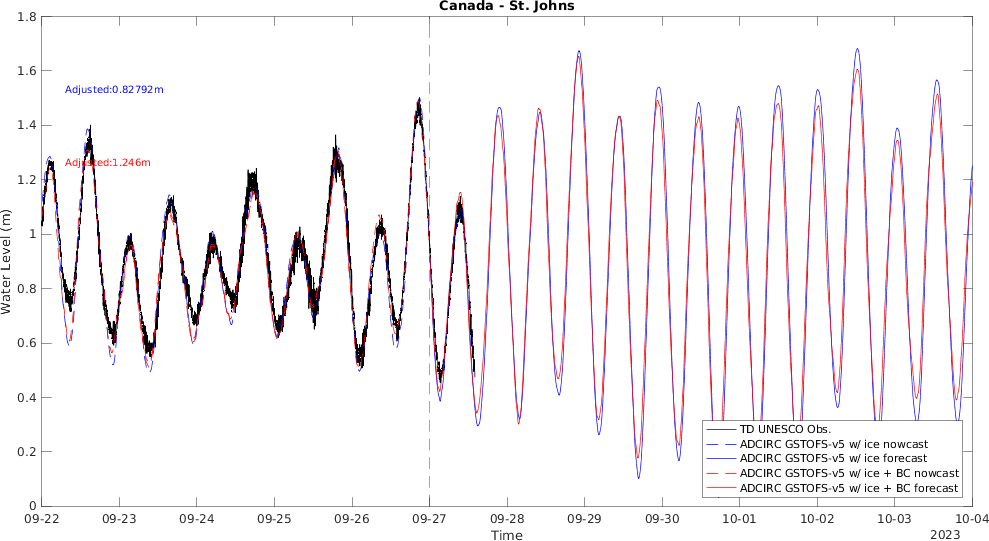 Canada - St. Johns
1.8
1.6
1.4
1.2
1
0.8
0.6
0.4
0.2
0
Water Level (m)
Adjusted:0.82792m
Adjusted:1.246m
TD UNESCO Obs.
ADCIRC GSTOFS-v5 w/ ice nowcast
ADCIRC GSTOFS-v5 w/ ice forecast
ADCIRC GSTOFS-v5 w/ ice + BC nowcast
ADCIRC GSTOFS-v5 w/ ice + BC forecast
09-22 09-23 09-24 09-25 09-26 09-27 09-28 09-29 09-30 10-01 10-02 10-03 10-04
Time
2023